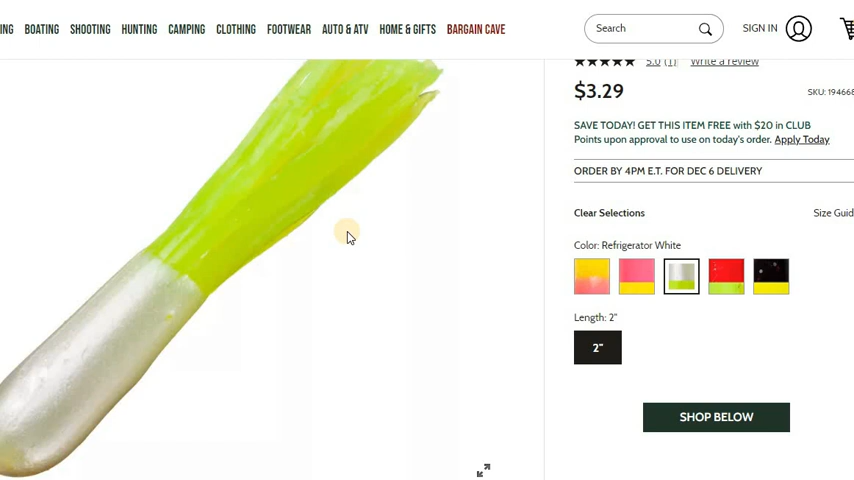 ING BOATING SHOOTING HUNTING CAMPING CLOTHING FOOTWEAR AUTO & ATV HOME & GIFTS BARGAIN CAVE Search SIGN IN
5.0 (1) Write a review
$3.29 SKU: 194668
SAVE TODAY! GET THIS ITEM FREE with $20 in CLUB
Points upon approval to use on today's order. Apply Today
ORDER BY 4PM E.T. FOR DEC 6 DELIVERY
Clear Selections Size Guid
Color: Refrigerator White
Length: 2"
2"
SHOP BELOW